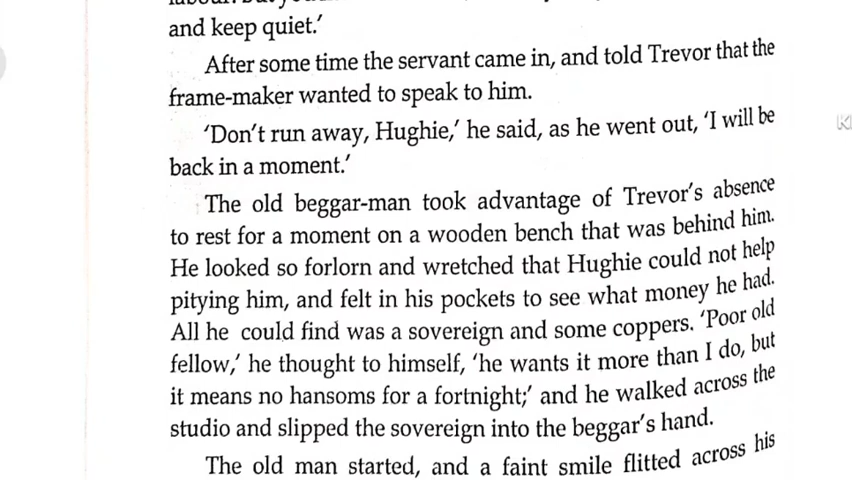 and keep quiet.'
After some time the servant came in, and told Trevor that the
frame-maker wanted to speak to him.
'Don't run away, Hughie,' he said, as he went out, 'I will be
back in a moment.'
The old beggar-man took advantage of Trevor's absence
to rest for a moment on a wooden bench that was behind him.
He looked so forlorn and wretched that Hughie could not help
pitying him, and felt in his pockets to see what money he had.
All he could find was a sovereign and some coppers. 'Poor old
fellow,' he thought to himself, 'he wants it more than I do, but
it means no hansoms for a fortnight;' and he walked across the
studio and slipped the sovereign into the beggar's hand.
The old man started, and a faint smile flitted across his